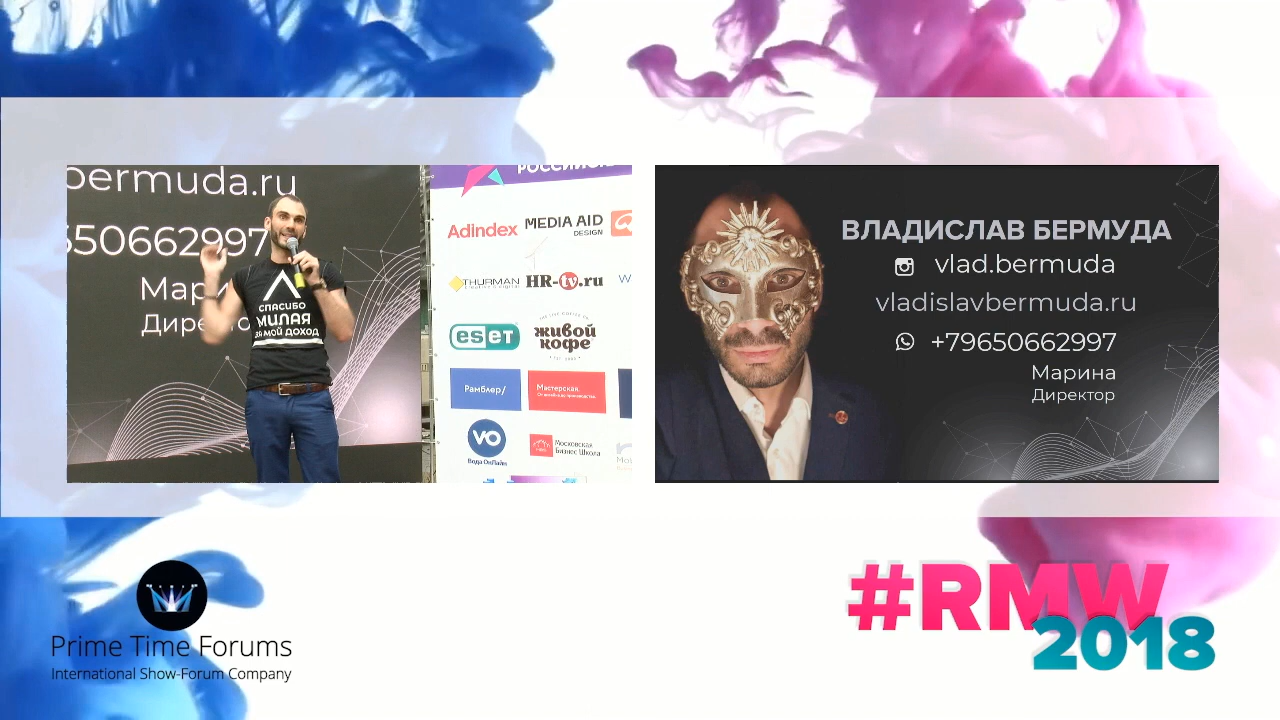 bermuda.ru
650662997
Мари
Дире
СПАСИБО
МИЛАЯ
ЗА МОЙ ДОХОД
Adindex
MEDIA AID
DESIGN
THURMAN
HR-tv.ru
W
eseT
живой
кофе
Рамблер/
Мастерская.
VO
Вода ОнЛайн
Московская
Бизнес Школа
ВЛАДИСЛАВ БЕРМУДА
vlad.bermuda
vladislavbermuda.ru
+79650662997
Марина
Директор
Prime Time Forums
International Show-Forum Company
#RMW
2018